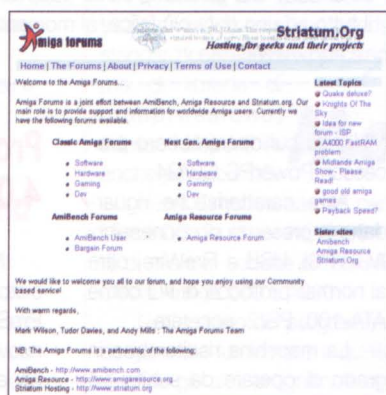 Amiga forums
Striatum.Org
Hosting for geeks and their projects
Home | The Forums | About | Privacy | Terms of Use | Contact
Welcome to the Amiga Forums...
Amiga Forums is a joint effort between AmiBench, Amiga Resource and Striatum.org. Our
main role is to provide support and information for worldwide Amiga users. Currently we
have the following forums available.
Classic Amiga Forums
Software
Hardware
Gaming
Dev
Next Gen. Amiga Forums
Software
Hardware
Gaming
Dev
AmiBench Forums
AmiBench User
Bargain Forum
Amiga Resource Forums
Amiga Resource Forum
We would like to welcome you all to our forum, and hope you enjoy using our Community
based service!
With warm regards,
Mark Wilson, Tudor Davies, and Andy Mills : The Amiga Forums Team
NB: The Amiga Forums is a partnership of the following;
AmiBench - http://www.amibench.com
Amiga Resource - http://www.amigaresource.org
Striatum Hosting - http://www.striatum.org
Latest Topics
Quake deluxe?
Knights Of The
Sky
Idea for new
forum - ISP
A4000 FastRAM
problem
Midlands Amiga
Show - Please
Read!
good old amiga
games
Payback Speed?
Sister sites
Amibench
Amiga Resource
Striatum.Org